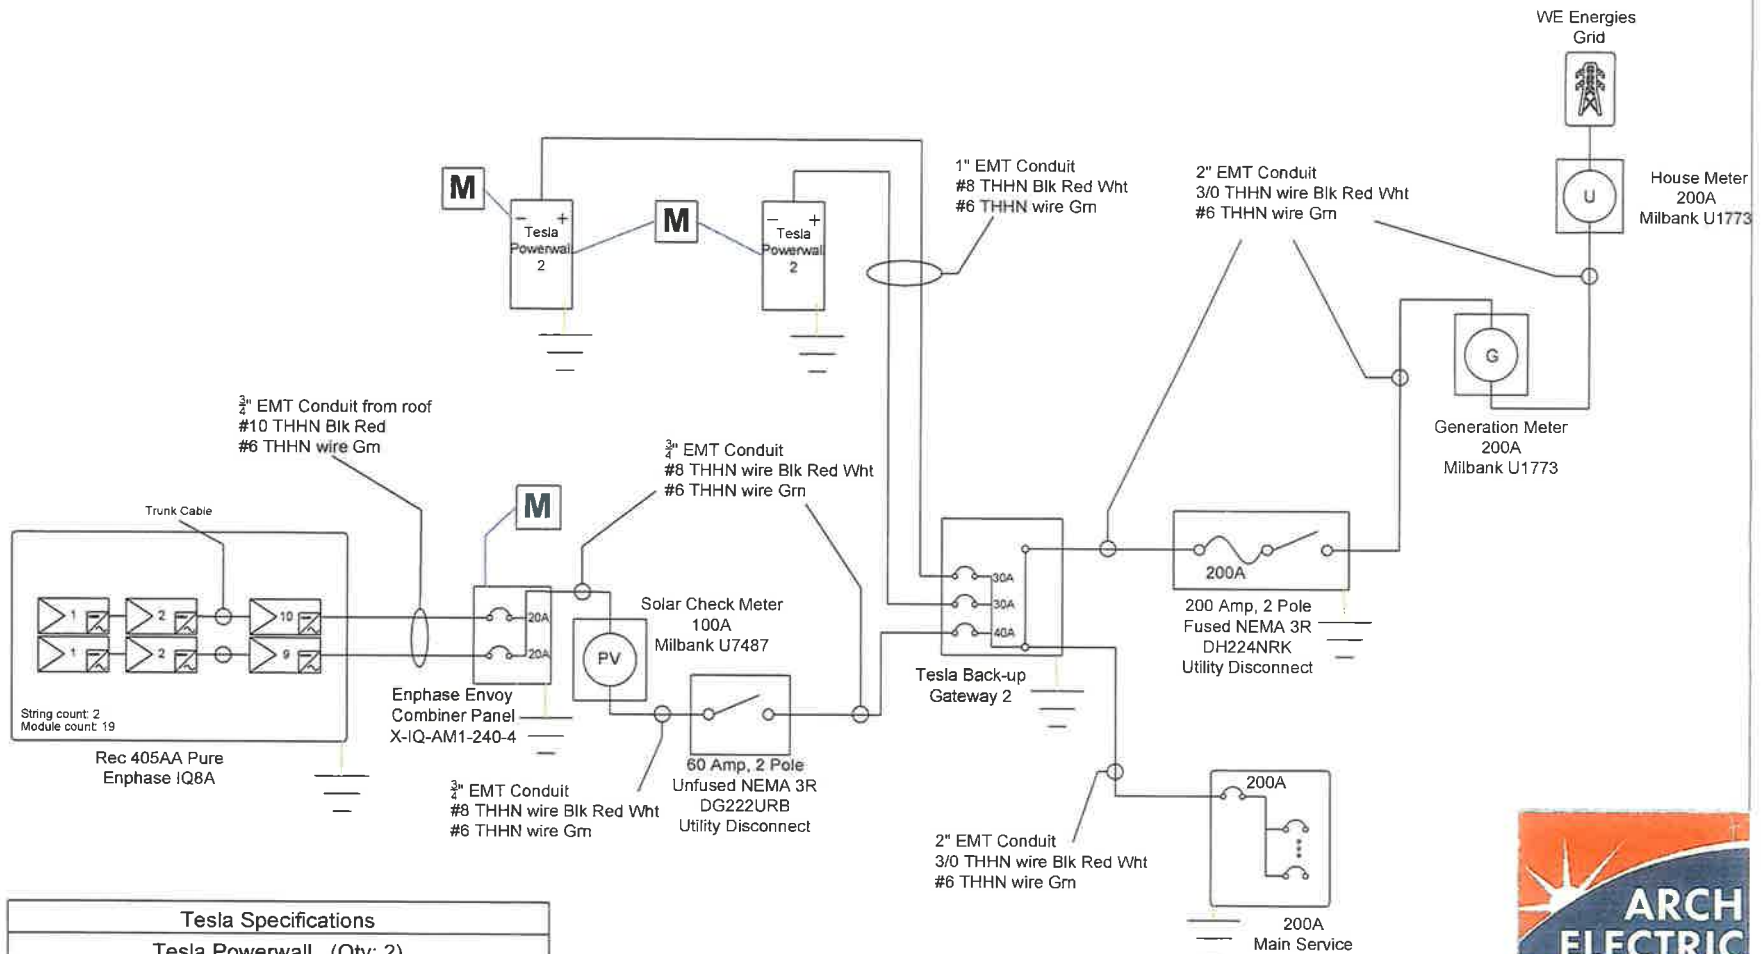 WE Energies
Grid
House Meter
200A
Milbank U1773
U
1" EMT Conduit
#8 THHN Blk Red Wht
#6 THHN wire Grn
2" EMT Conduit
3/0 THHN wire Blk Red Wht
#6 THHN wire Grn
M
M
- +
Tesla
Powerwall
2
- +
Tesla
Powerwall
2
G
Generation Meter
200A
Milbank U1773
3/4" EMT Conduit from roof
#10 THHN Blk Red
#6 THHN wire Grn
3/4" EMT Conduit
#8 THHN wire Blk Red Wht
#6 THHN wire Grn
M
Trunk Cable
1
2
10
1
2
9
String count: 2
Module count: 19
Rec 405AA Pure
Enphase IQ8A
20A
20A
Enphase Envoy
Combiner Panel
X-IQ-AM1-240-4
Solar Check Meter
100A
Milbank U7487
PV
3/4" EMT Conduit
#8 THHN wire Blk Red Wht
#6 THHN wire Grn
60 Amp, 2 Pole
Unfused NEMA 3R
DG222URB
Utility Disconnect
30A
30A
40A
Tesla Back-up
Gateway 2
200A
200 Amp, 2 Pole
Fused NEMA 3R
DH224NRK
Utility Disconnect
2" EMT Conduit
3/0 THHN wire Blk Red Wht
#6 THHN wire Grn
200A
200A
Main Service
Tesla Specifications
Tesla Powerwall (Qty: 2)
ARCH
ELECTRIC